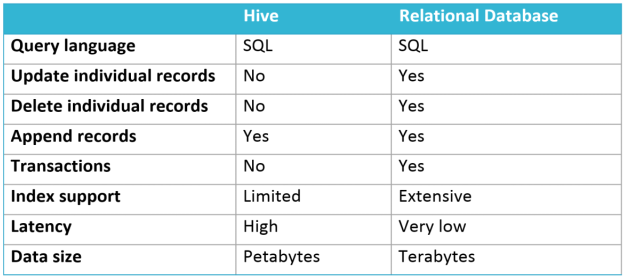 Hive Relational Database
Query language SQL SQL
Update individual records No Yes
Delete individual records No Yes
Append records Yes Yes
Transactions No Yes
Index support Limited Extensive
Latency High Very low
Data size Petabytes Terabytes